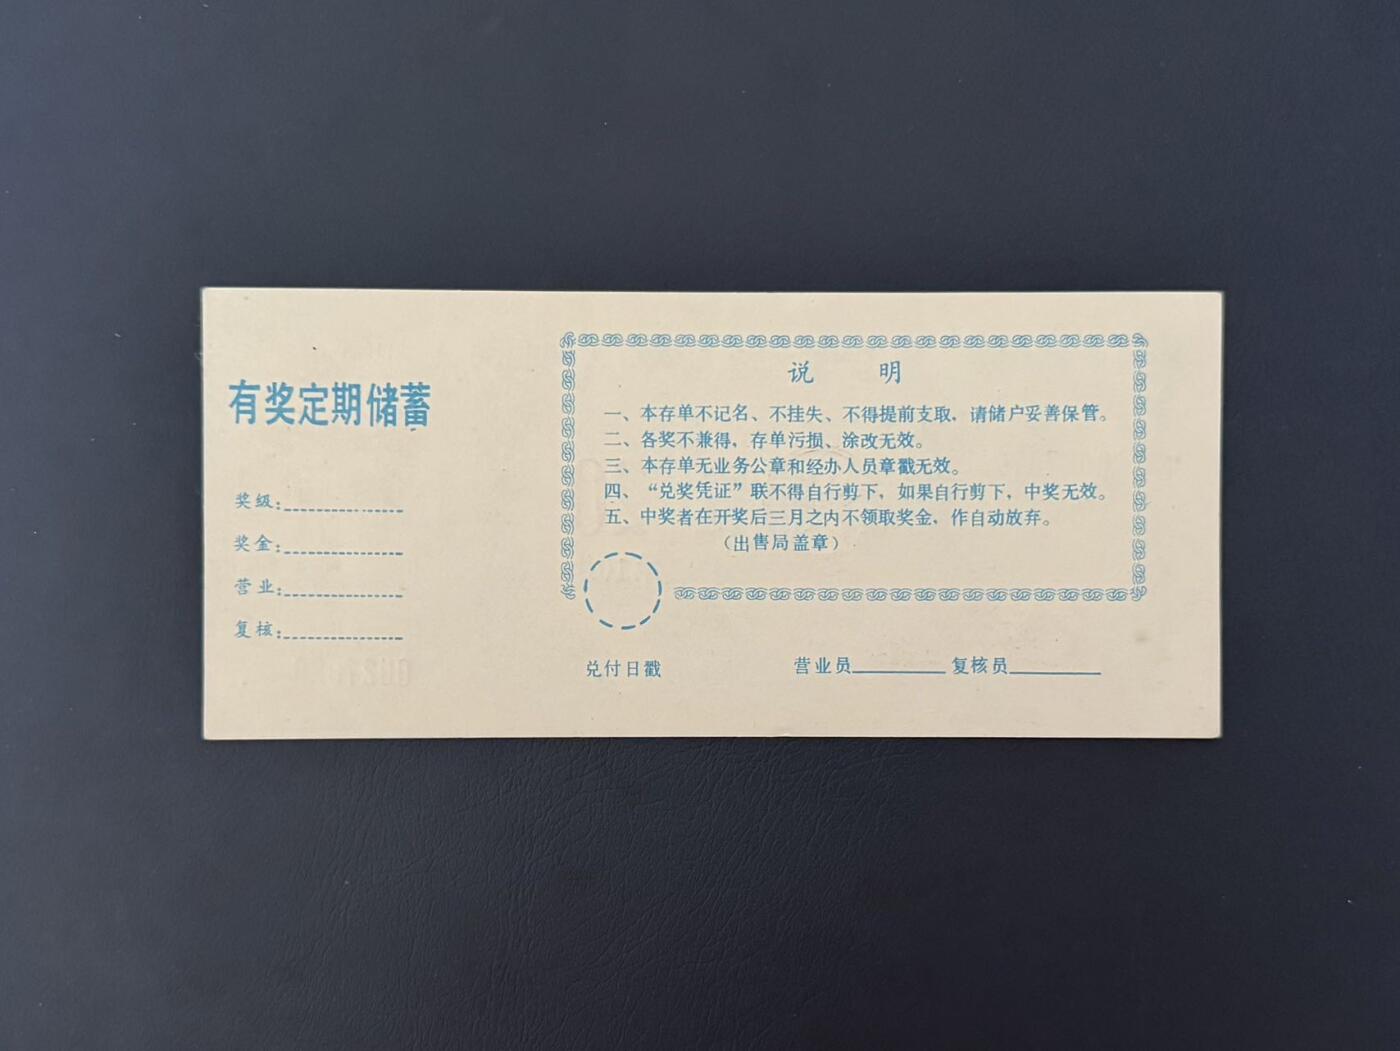 有奖定期储蓄
奖级:
奖金:
营业:
复核:
说 明
一、本存单不记名、不挂失、不得提前支取，请储户妥善保管。
二、各奖不兼得，存单污损、涂改无效。
三、本存单无业务公章和经办人员章戳无效。
四、“兑奖凭证”联不得自行剪下，如果自行剪下，中奖无效。
五、中奖者在开奖后三月之内不领取奖金，作自动放弃。
（出售局盖章）
兑付日戳
营业员 复核员